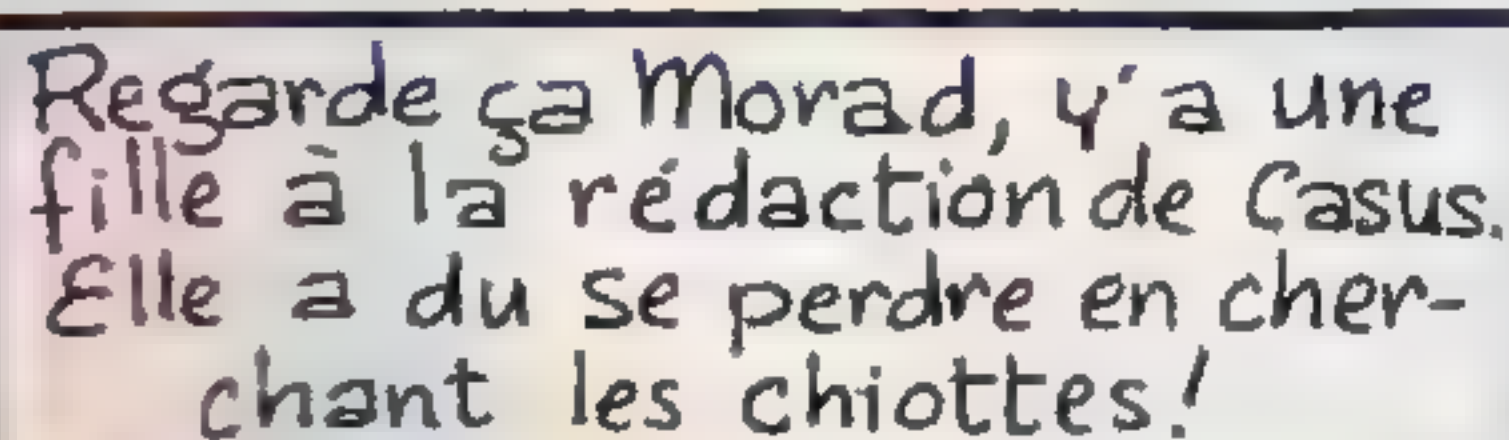 Regarde ça Morad, y'a une
fille à la rédaction de Casus.
Elle a du se perdre en cher-
chant les chiottes!